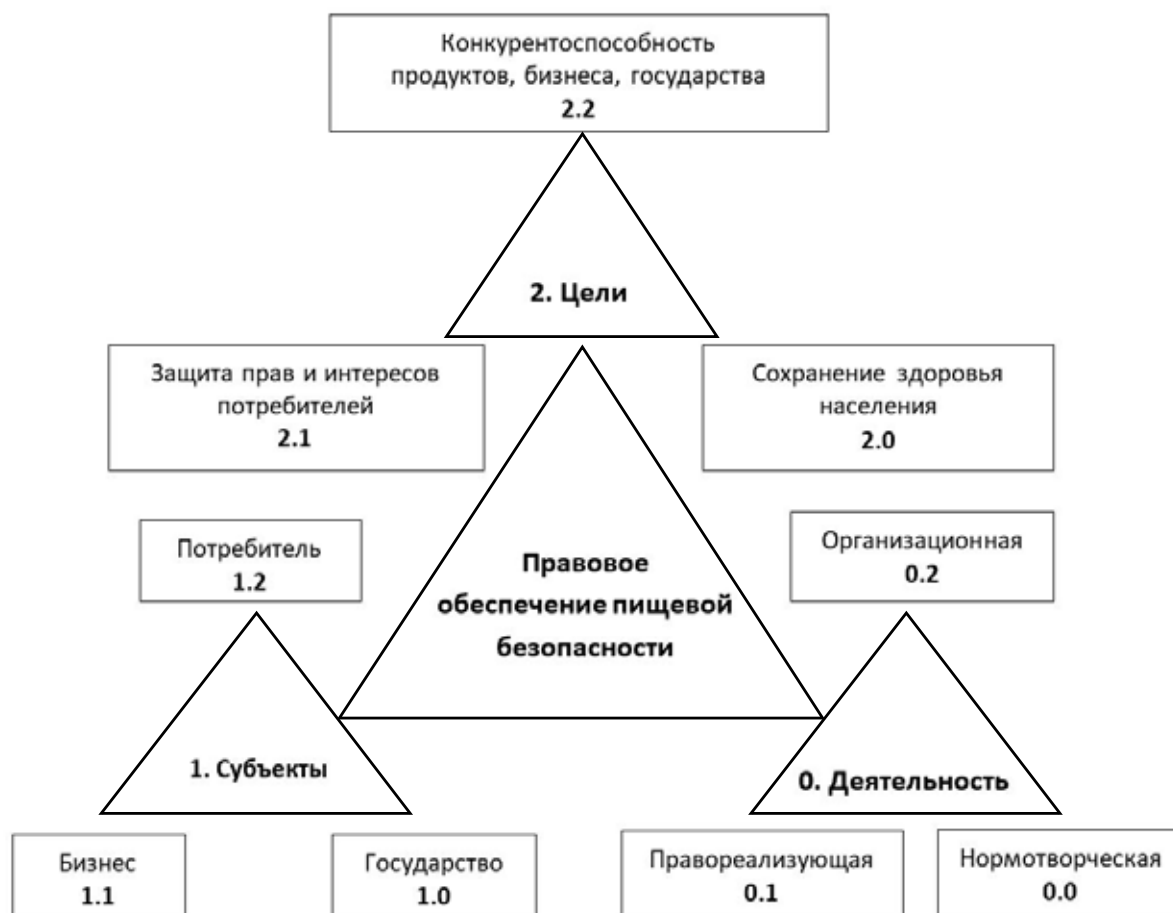 Конкурентоспособность
продуктов, бизнеса, государства
2.2
2. Цели
Защита прав и интересов
потребителей
2.1
Сохранение здоровья
населения
2.0
Потребитель
1.2
Правовое
обеспечение пищевой
безопасности
Организационная
0.2
1. Субъекты
0. Деятельность
Бизнес
1.1
Государство
1.0
Правореализующая
0.1
Нормотворческая
0.0